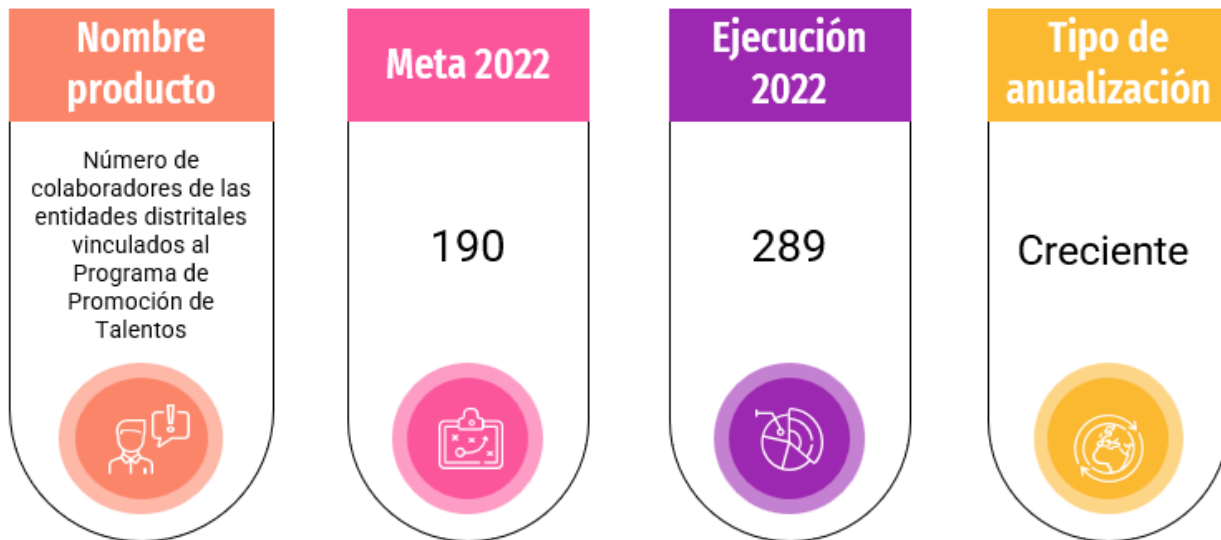 Nombre
producto
Número de
colaboradores de las
entidades distritales
vinculados al
Programa de
Promoción de
Talentos
Meta 2022
190
Ejecución
2022
289
Tipo de
anualización
Creciente